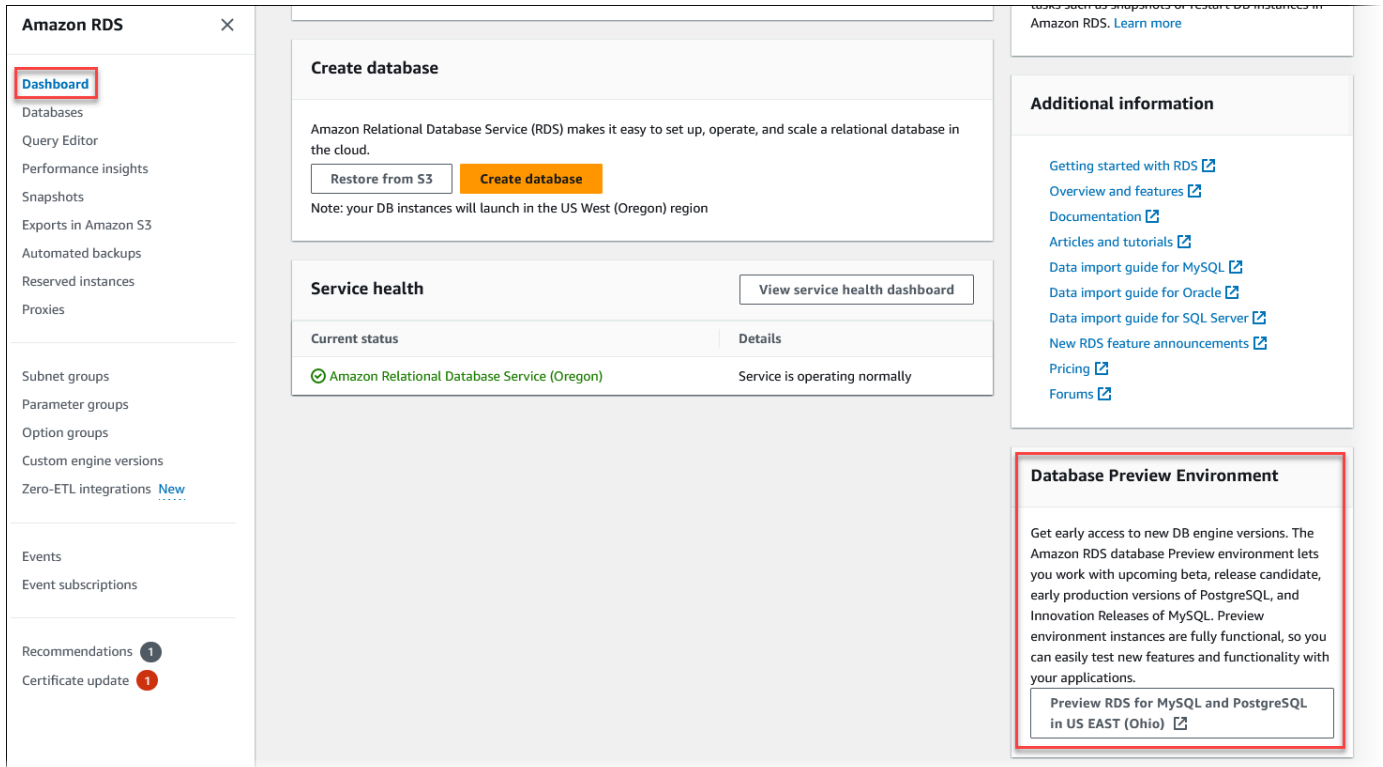 Amazon RDS
Dashboard
Databases
Query Editor
Performance insights
Snapshots
Exports in Amazon S3
Automated backups
Reserved instances
Proxies
Subnet groups
Parameter groups
Option groups
Custom engine versions
Zero-ETL integrations New
Events
Event subscriptions
Recommendations 1
Certificate update 1
Create database
Amazon Relational Database Service (RDS) makes it easy to set up, operate, and scale a relational database in
the cloud.
Restore from S3 Create database
Note: your DB instances will launch in the US West (Oregon) region
Service health View service health dashboard
Current status Details
Amazon Relational Database Service (Oregon) Service is operating normally
tasks such as snapshots or restart DB instances in
Amazon RDS. Learn more
Additional information
Getting started with RDS
Overview and features
Documentation
Articles and tutorials
Data import guide for MySQL
Data import guide for Oracle
Data import guide for SQL Server
New RDS feature announcements
Pricing
Forums
Database Preview Environment
Get early access to new DB engine versions. The
Amazon RDS database Preview environment lets
you work with upcoming beta, release candidate,
early production versions of PostgreSQL, and
Innovation Releases of MySQL. Preview
environment instances are fully functional, so you
can easily test new features and functionality with
your applications.
Preview RDS for MySQL and PostgreSQL
in US EAST (Ohio)